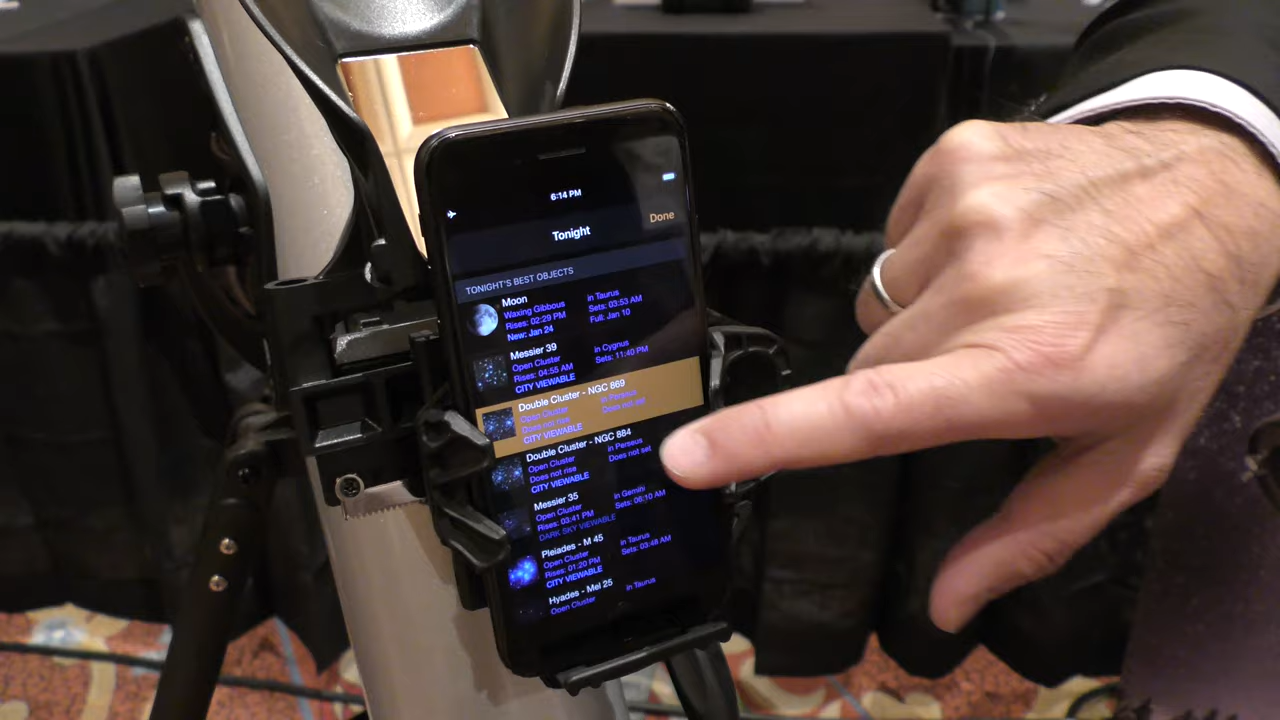 6:14 PM
Tonight
Done
TONIGHT'S BEST OBJECTS
Moon
Waxing Gibbous in Taurus
Rises: 02:29 PM Sets: 03:53 AM
New: Jan 24 Full: Jan 10
Messier 39
Open Cluster in Cygnus
Rises: 04:55 AM Sets: 11:40 PM
CITY VIEWABLE
Double Cluster - NGC 869
Open Cluster in Perseus
Does not rise Does not set
CITY VIEWABLE
Double Cluster - NGC 884
Open Cluster in Perseus
Does not rise Does not set
CITY VIEWABLE
Messier 35
Open Cluster in Gemini
Rises: 03:41 PM Sets: 06:10 AM
DARK SKY VIEWABLE
Pleiades - M 45
Open Cluster in Taurus
Rises: 01:20 PM Sets: 03:48 AM
CITY VIEWABLE
Hyades - Mel 25
Open Cluster in Taurus